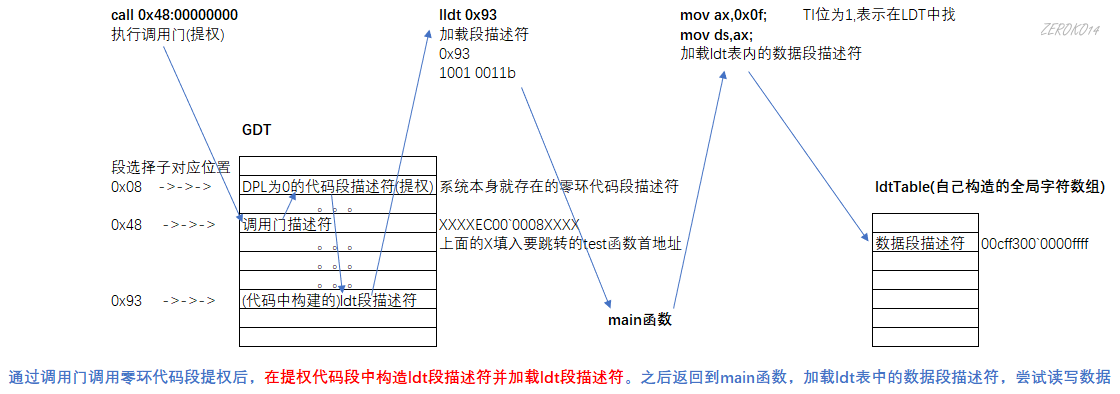 call 0x48:00000000
执行调用门(提权)
lldt 0x93
加载段描述符
0x93
1001 0011b
mov ax,0x0f; TI位为1,表示在LDT中找
mov ds,ax;
加载ldt表内的数据段描述符
ZEROKO14
GDT
段选择子对应位置
0x08 ->->-> DPL为0的代码段描述符(提权) 系统本身就存在的零环代码段描述符
。。。
0x48 ->->-> 调用门描述符 XXXXEC00`0008XXXX
。。。 上面的X填入要跳转的test函数首地址
。。。
。。。
0x93 ->->-> (代码中构建的)ldt段描述符
main函数
ldtTable(自己构造的全局字符数组)
数据段描述符 00cff300`0000ffff
通过调用门调用零环代码段提权后，在提权代码段中构造ldt段描述符并加载ldt段描述符。之后返回到main函数，加载ldt表中的数据段描述符，尝试读写数据